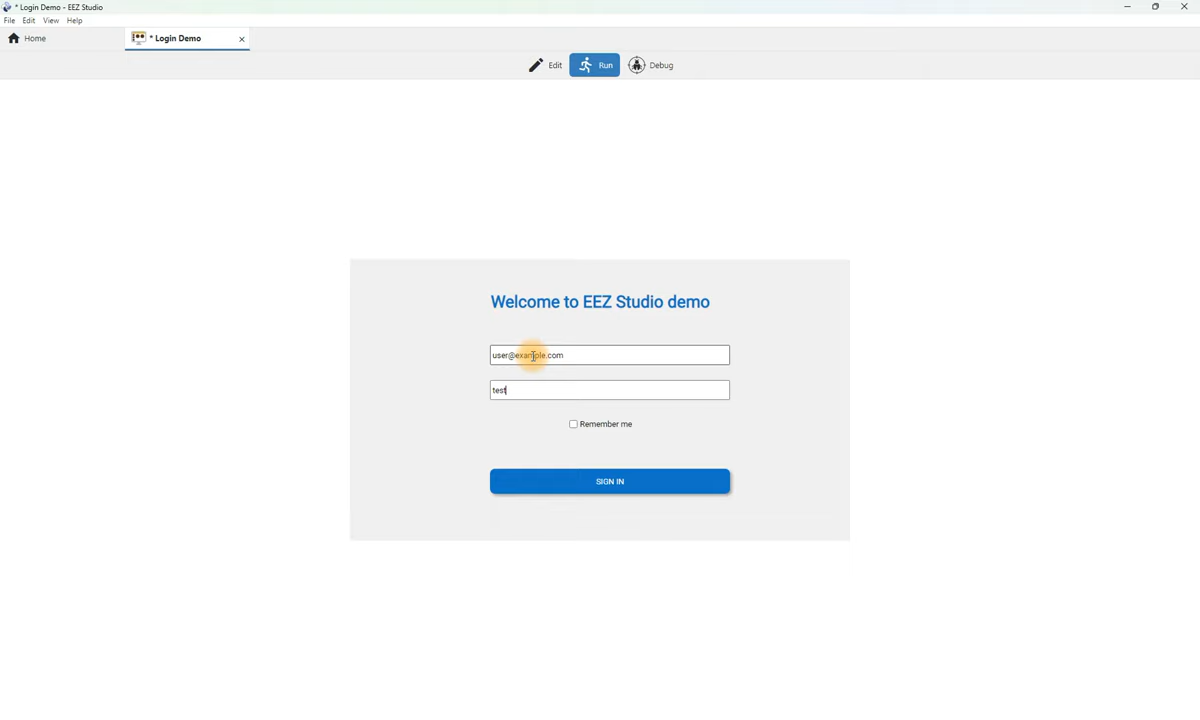 * Login Demo - EEZ Studio
File Edit View Help
Home
* Login Demo
Edit Run Debug
Welcome to EEZ Studio demo
user@example.com
test
Remember me
SIGN IN